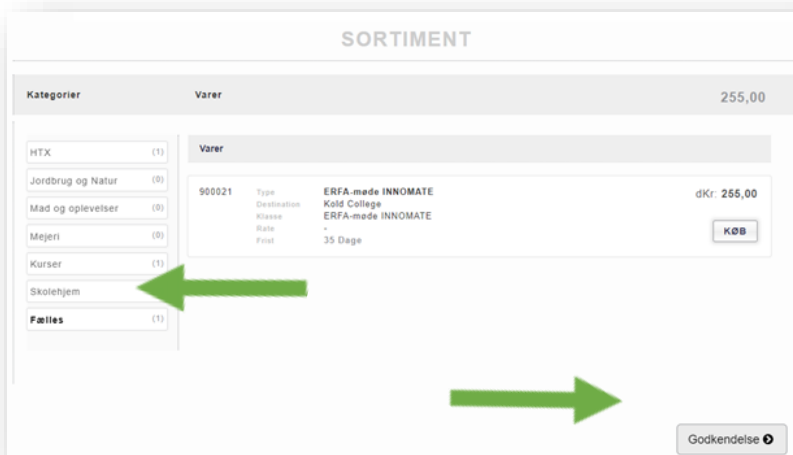 SORTIMENT
Kategorier Varer 255,00
Varer
HTX (1)
Jordbrug og Natur (0)
Mad og oplevelser (0)
Mejeri (0)
Kurser (1)
Skolehjem
Fælles (1)
900021 Type ERFA-møde INNOMATE dKr: 255,00
Destination Kold College
Klasse ERFA-møde INNOMATE
Rate -
Frist 35 Dage
KØB
Godkendelse